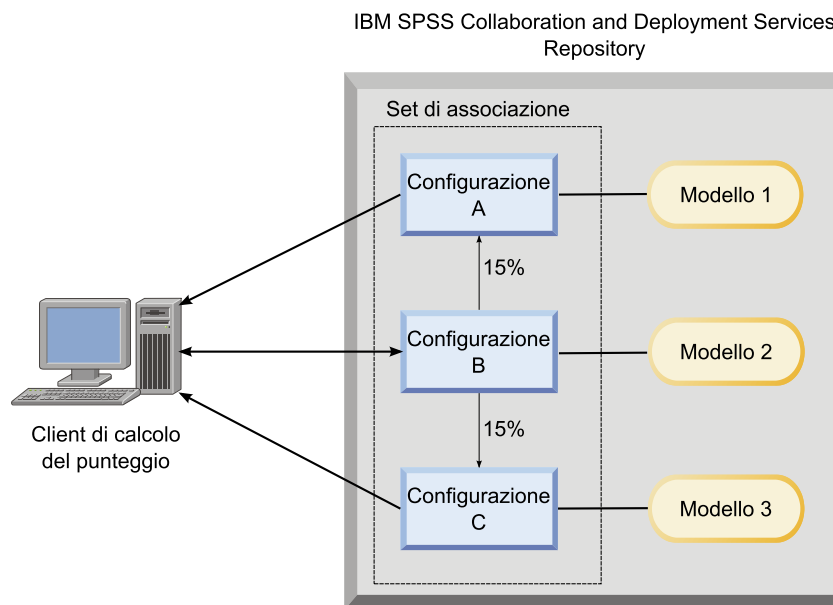 IBM SPSS Collaboration and Deployment Services
Repository
Set di associazione
Configurazione
A
Modello 1
15%
Configurazione
B
Modello 2
Client di calcolo
del punteggio
15%
Configurazione
C
Modello 3